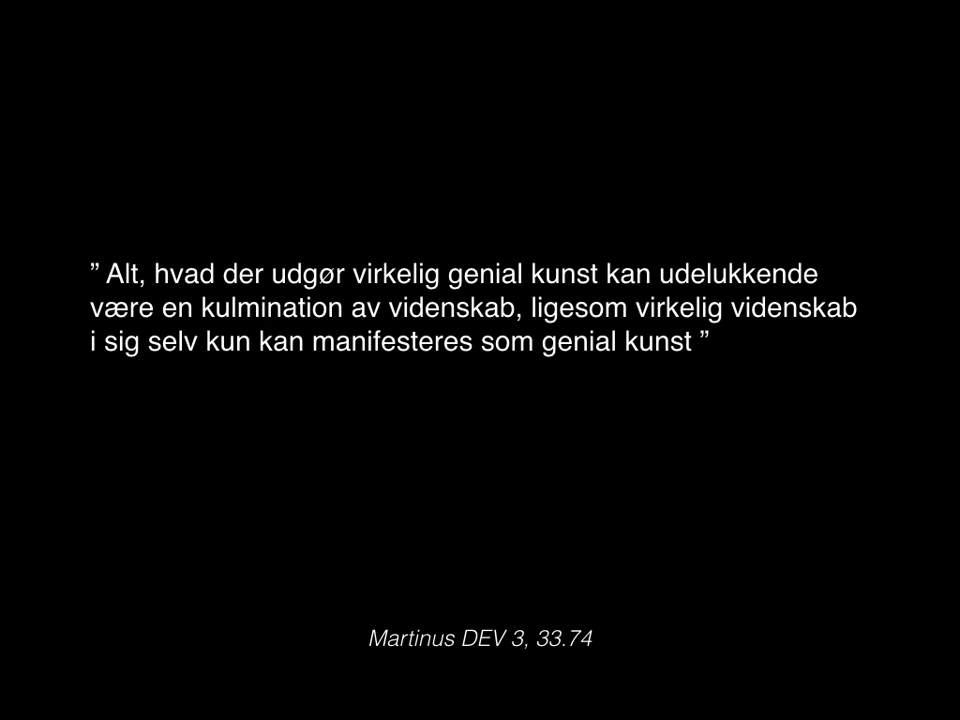 ” Alt, hvad der udgør virkelig genial kunst kan udelukkende
være en kulmination av videnskab, ligesom virkelig videnskab
i sig selv kun kan manifesteres som genial kunst ”
Martinus DEV 3, 33.74